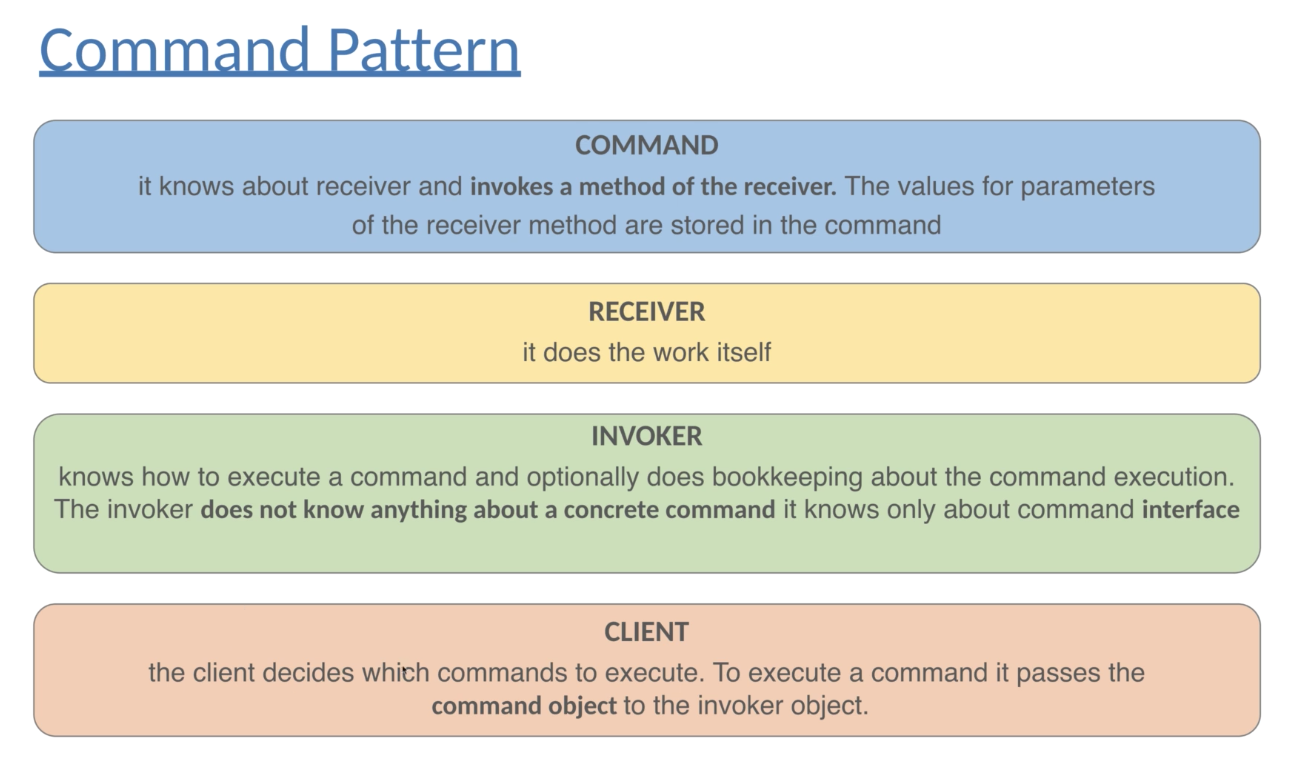 Command Pattern
COMMAND
it knows about receiver and invokes a method of the receiver. The values for parameters
of the receiver method are stored in the command
RECEIVER
it does the work itself
INVOKER
knows how to execute a command and optionally does bookkeeping about the command execution.
The invoker does not know anything about a concrete command it knows only about command interface
CLIENT
the client decides which commands to execute. To execute a command it passes the
command object to the invoker object.